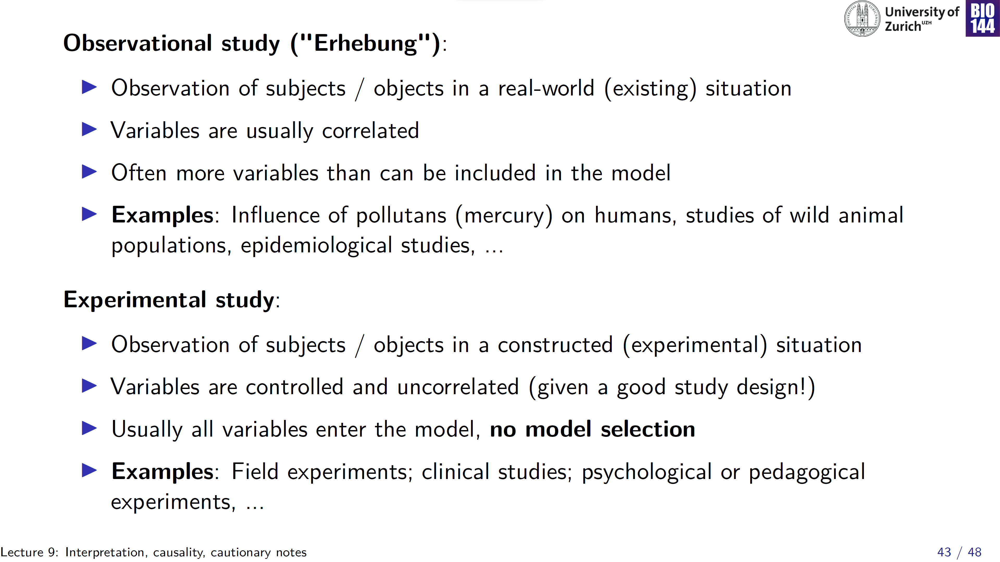 University of
Zurich UZH
BIO
144
Observational study ("Erhebung"):
Observation of subjects / objects in a real-world (existing) situation
Variables are usually correlated
Often more variables than can be included in the model
Examples: Influence of pollutans (mercury) on humans, studies of wild animal
populations, epidemiological studies, ...
Experimental study:
Observation of subjects / objects in a constructed (experimental) situation
Variables are controlled and uncorrelated (given a good study design!)
Usually all variables enter the model, no model selection
Examples: Field experiments; clinical studies; psychological or pedagogical
experiments, ...
Lecture 9: Interpretation, causality, cautionary notes
43 / 48